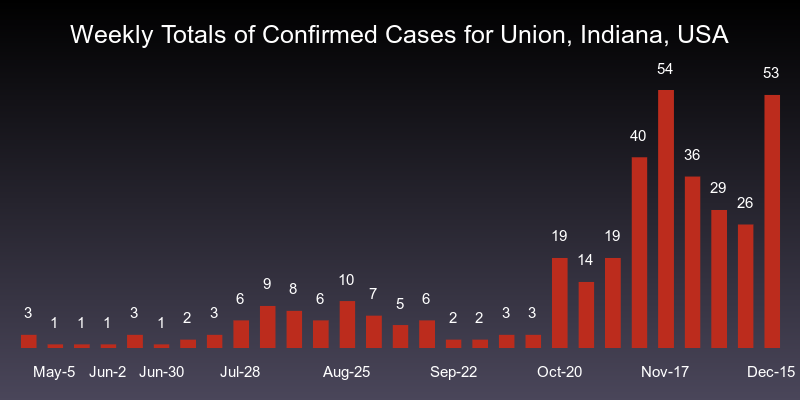 Weekly Totals of Confirmed Cases for Union, Indiana, USA
3 1 1 1 3 1 2 3 6 9 8 6 10 7 5 6 2 2 3 3 19 14 19 40 54 36 29 26 53
May-5 Jun-2 Jun-30 Jul-28 Aug-25 Sep-22 Oct-20 Nov-17 Dec-15